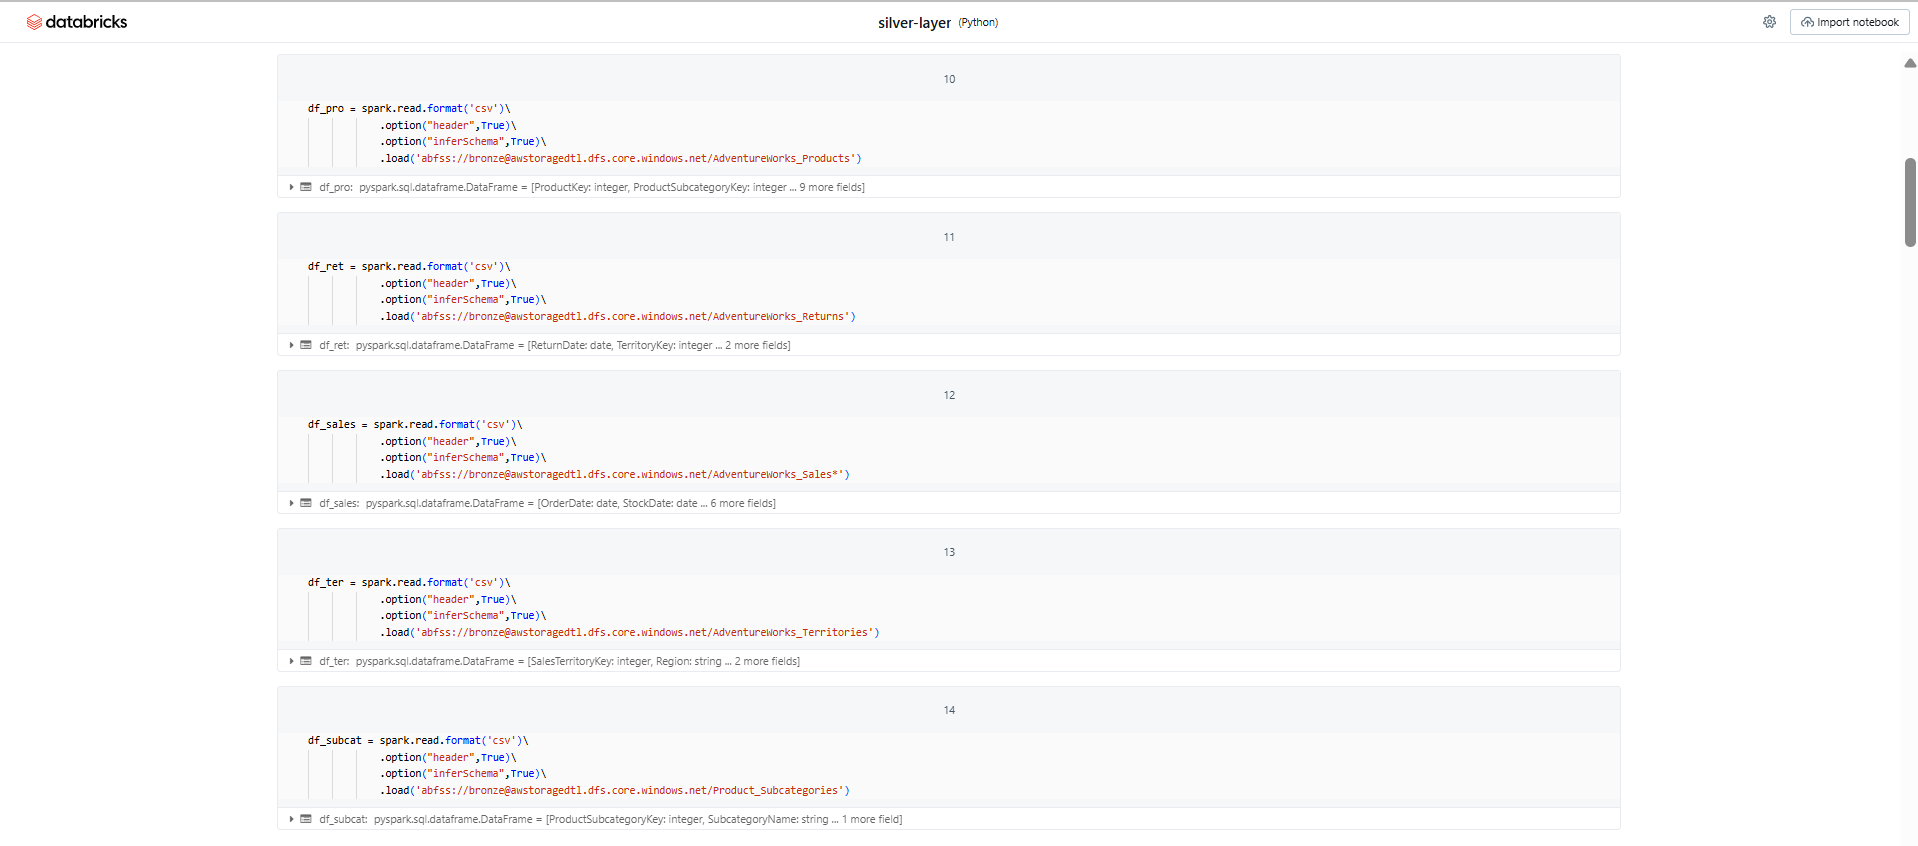 databricks
silver-layer (Python)
Import notebook
10
df_pro = spark.read.format('csv')\
.option("header",True)\
.option("inferSchema",True)\
.load('abfss://bronze@awstoragedtl.dfs.core.windows.net/AdventureWorks_Products')
df_pro: pyspark.sql.dataframe.DataFrame = [ProductKey: integer, ProductSubcategoryKey: integer ... 9 more fields]
11
df_ret = spark.read.format('csv')\
.option("header",True)\
.option("inferSchema",True)\
.load('abfss://bronze@awstoragedtl.dfs.core.windows.net/AdventureWorks_Returns')
df_ret: pyspark.sql.dataframe.DataFrame = [ReturnDate: date, TerritoryKey: integer ... 2 more fields]
12
df_sales = spark.read.format('csv')\
.option("header",True)\
.option("inferSchema",True)\
.load('abfss://bronze@awstoragedtl.dfs.core.windows.net/AdventureWorks_Sales*')
df_sales: pyspark.sql.dataframe.DataFrame = [OrderDate: date, StockDate: date ... 6 more fields]
13
df_ter = spark.read.format('csv')\
.option("header",True)\
.option("inferSchema",True)\
.load('abfss://bronze@awstoragedtl.dfs.core.windows.net/AdventureWorks_Territories')
df_ter: pyspark.sql.dataframe.DataFrame = [SalesTerritoryKey: integer, Region: string ... 2 more fields]
14
df_subcat = spark.read.format('csv')\
.option("header",True)\
.option("inferSchema",True)\
.load('abfss://bronze@awstoragedtl.dfs.core.windows.net/Product_Subcategories')
df_subcat: pyspark.sql.dataframe.DataFrame = [ProductSubcategoryKey: integer, SubcategoryName: string ... 1 more field]